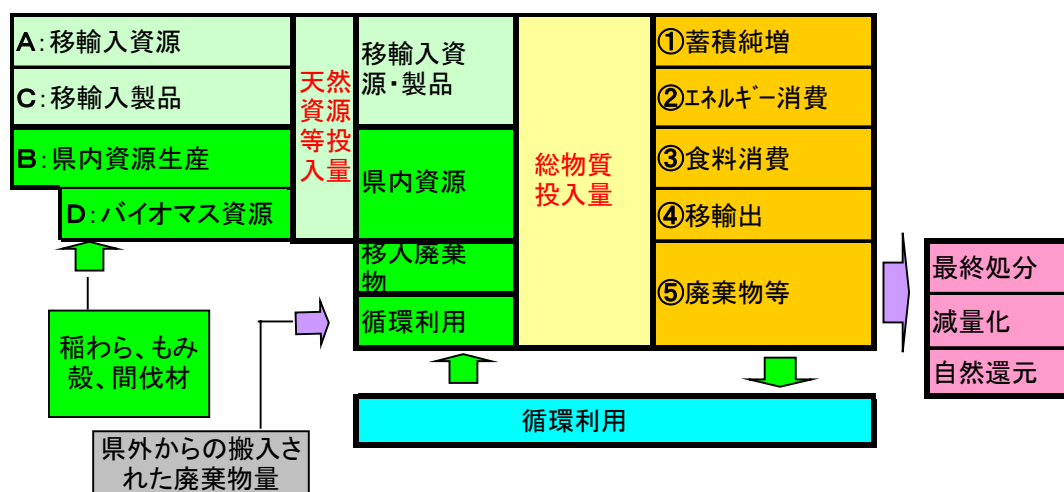 A:移輸入資源
C:移輸入製品
B:県内資源生産
D:バイオマス資源
天然
資源
等投
入量
移輸入資
源・製品
県内資源
移入廃棄
物
循環利用
総物質
投入量
①蓄積純増
②ｴﾈﾙｷﾞｰ消費
③食料消費
④移輸出
⑤廃棄物等
最終処分
減量化
自然還元
稲わら、もみ
殻、間伐材
循環利用
県外からの搬入さ
れた廃棄物量